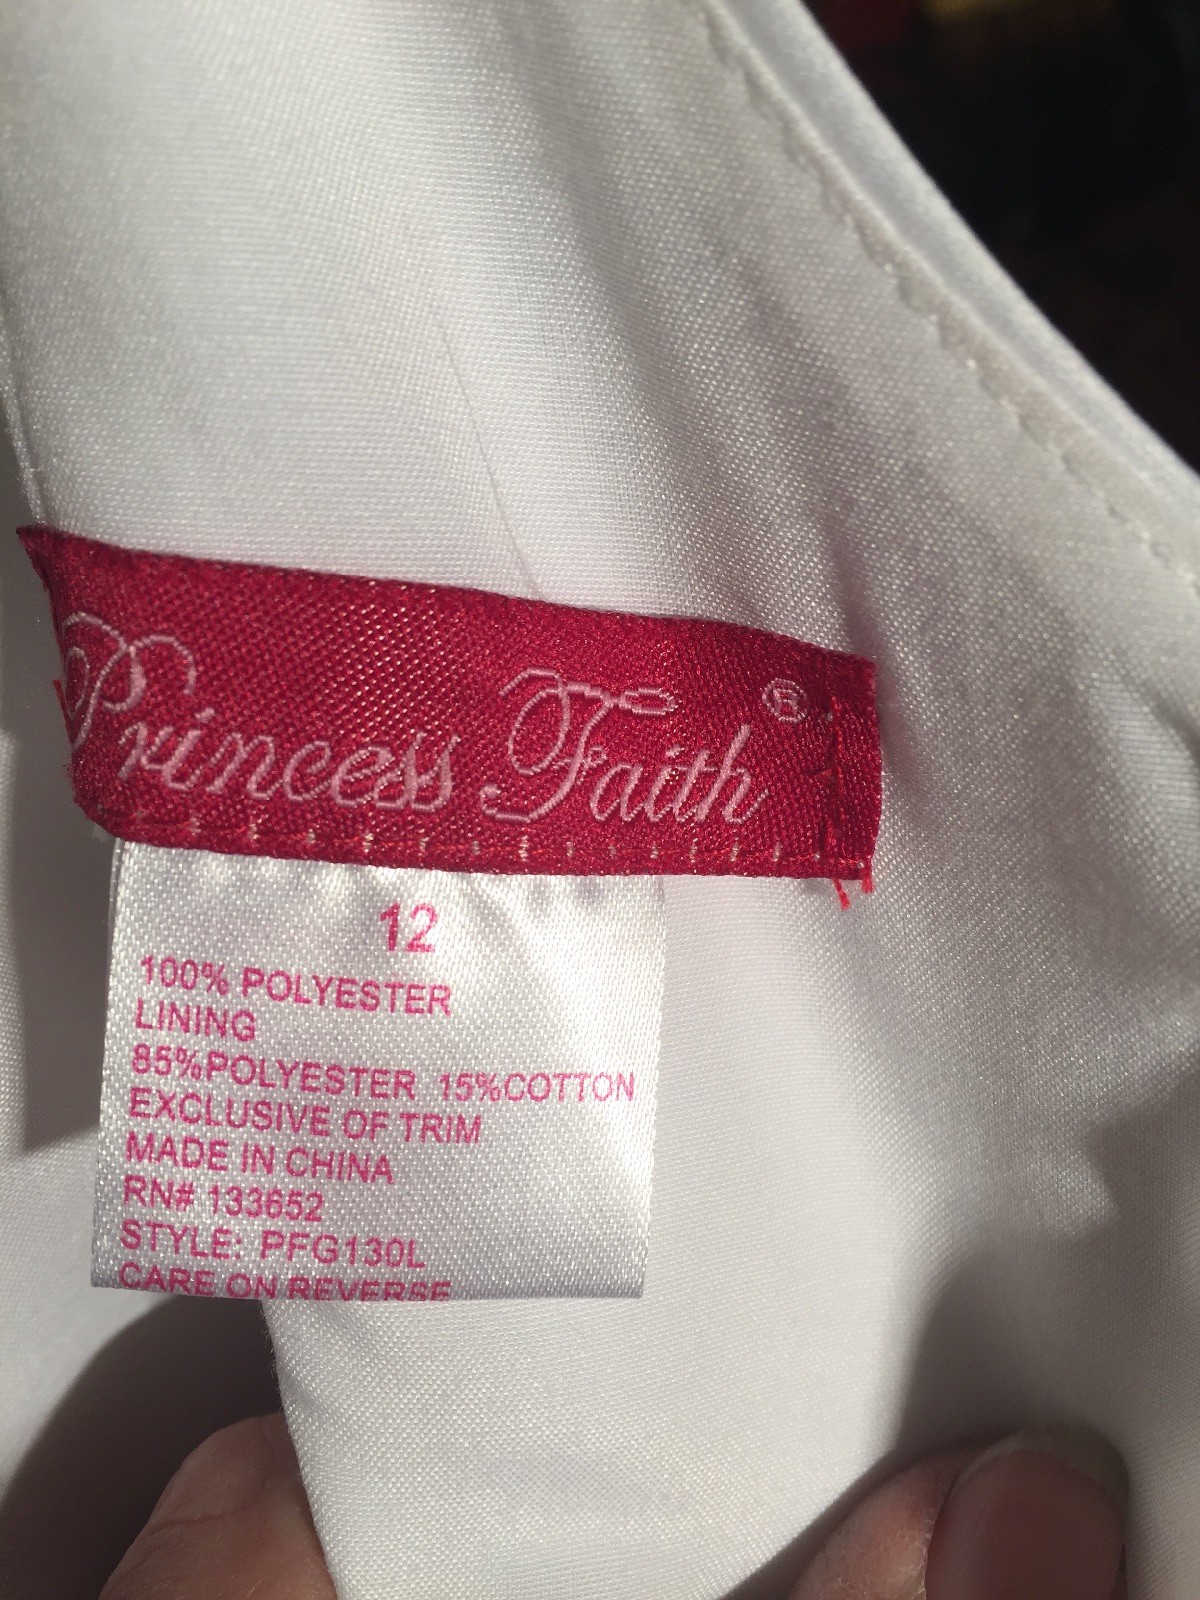 Princess Faith ®
12
100% POLYESTER
LINING
85%POLYESTER 15%COTTON
EXCLUSIVE OF TRIM
MADE IN CHINA
RN# 133652
STYLE: PFG130L
CARE ON REVERSE